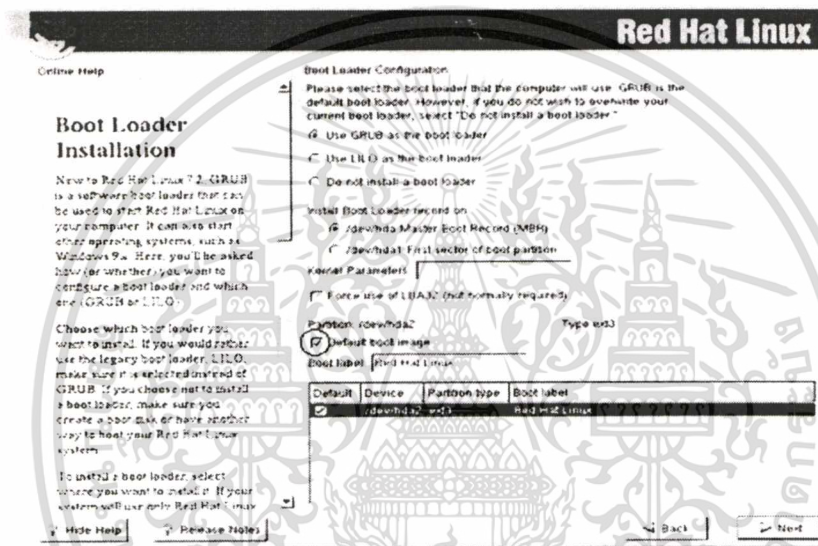 Red Hat Linux
Online Help
Boot Loader
Installation
New to Red Hat Linux 7.2, GRUB
is a software boot loader that can
be used to start Red Hat Linux on
your computer. It can also start
other operating systems, such as
Windows 9x. Here, you'll be asked
how (or whether) you want to
configure a boot loader and which
one (GRUB or LILO).
Choose which boot loader you
want to install. If you would rather
use the legacy boot loader, LILO,
make sure it is selected instead of
GRUB. If you choose not to install
a boot loader, make sure you
create a boot disk or have another
way to boot your Red Hat Linux
system.
To install a boot loader, select
where you want to install it. If your
system will use only Red Hat Linux
Hide Help
Release Notes
Boot Loader Configuration
Please select the boot loader that the computer will use. GRUB is the
default boot loader. However, if you do not wish to overwrite your
current boot loader, select "Do not install a boot loader."
Use GRUB as the boot loader
Use LILO as the boot loader
Do not install a boot loader
Install Boot Loader record on:
/dev/hda Master Boot Record (MBR)
/dev/hda1 First sector of boot partition
Kernel Parameters
Force use of LBA32 (not normally required)
Partition: /dev/hda2 Type: ext3
Default boot image
Boot label Red Hat Linux
Default Device Partition type Boot label
/dev/hda2 ext3 Red Hat Linux
Back
Next